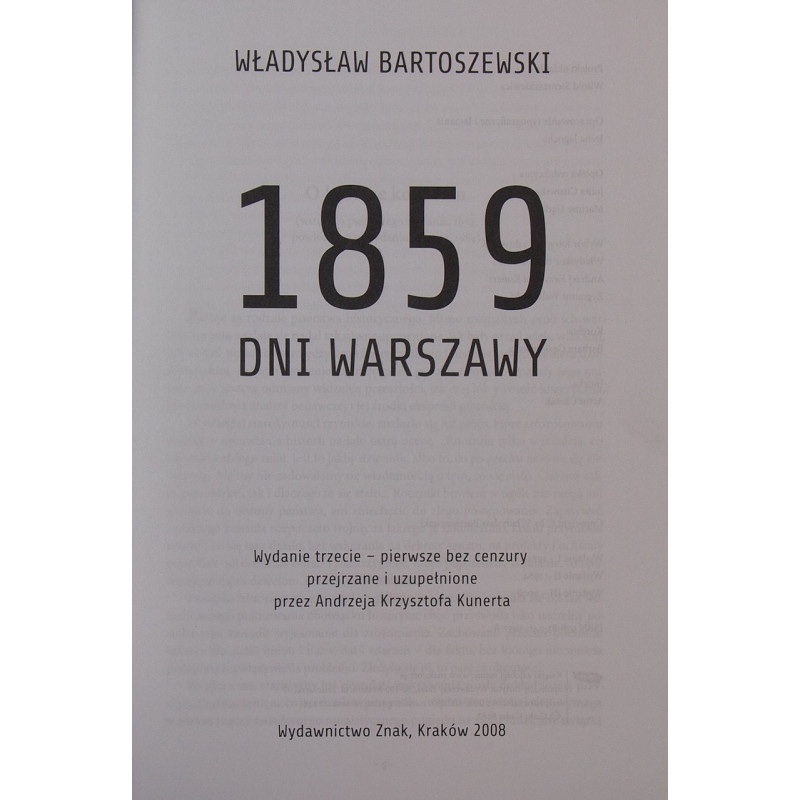 WŁADYSŁAW BARTOSZEWSKI
1859
DNI WARSZAWY
Wydanie trzecie – pierwsze bez cenzury
przejrzane i uzupełnione
przez Andrzeja Krzysztofa Kunerta
Wydawnictwo Znak, Kraków 2008